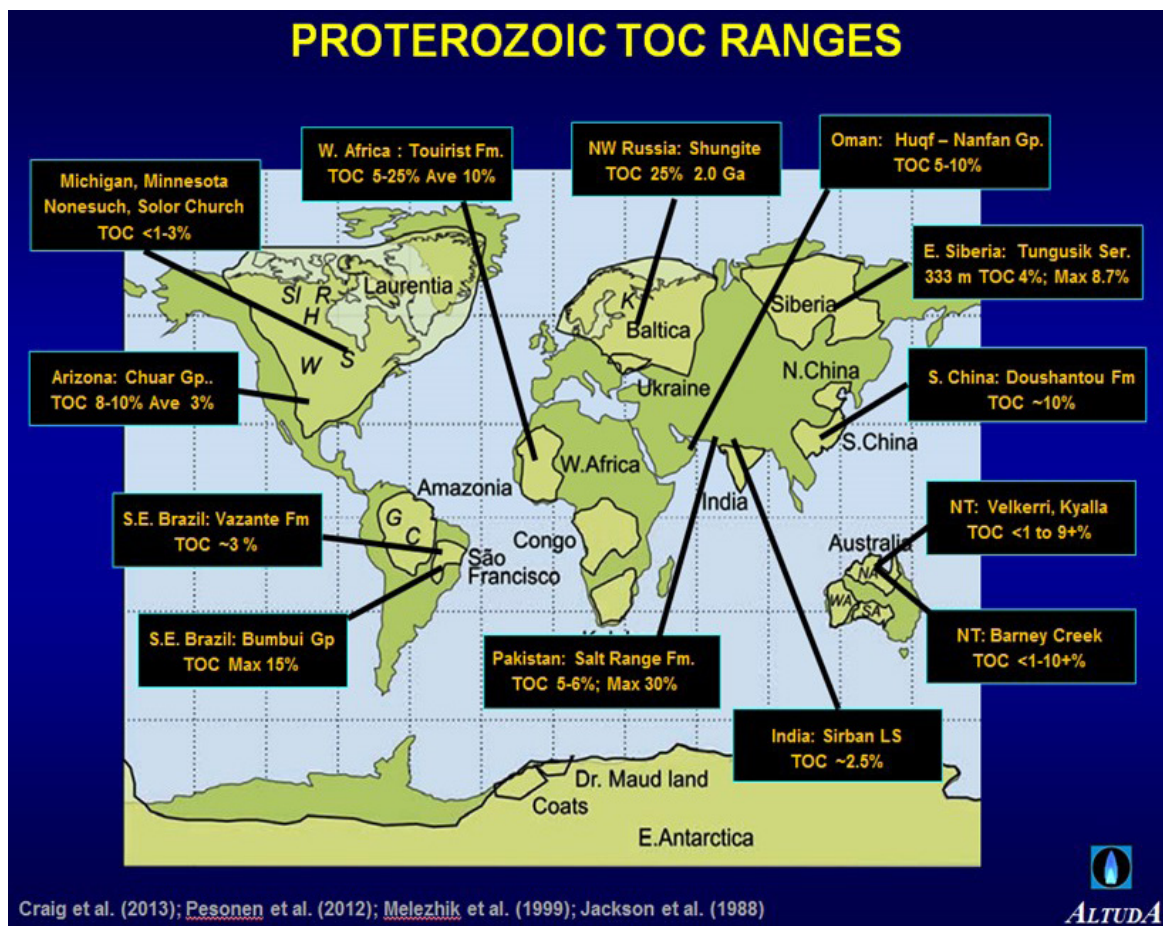 PROTEROZOIC TOC RANGES
W. Africa : Touirist Fm.
TOC 5-25% Ave 10%
NW Russia: Shungite
TOC 25% 2.0 Ga
Oman: Huqf – Nanfan Gp.
TOC 5-10%
Michigan, Minnesota
Nonesuch, Solor Church
TOC <1-3%
E. Siberia: Tungusik Ser.
333 m TOC 4%; Max 8.7%
Arizona: Chuar Gp..
TOC 8-10% Ave 3%
S. China: Doushantou Fm
TOC ~10%
S.E. Brazil: Vazante Fm
TOC ~3 %
NT: Velkerri, Kyalla
TOC <1 to 9+%
S.E. Brazil: Bumbui Gp
TOC Max 15%
Pakistan: Salt Range Fm.
TOC 5-6%; Max 30%
NT: Barney Creek
TOC <1-10+%
India: Sirban LS
TOC ~2.5%
Laurentia
SI R
H
W
S
K
Baltica
Siberia
Ukraine
N.China
S.China
W.Africa
India
Amazonia
G
C
Congo
São
Francisco
Australia
NA
WA
SA
Dr. Maud land
Coats
E.Antarctica
Craig et al. (2013); Pesonen et al. (2012); Melezhik et al. (1999); Jackson et al. (1988)
ALTUDA